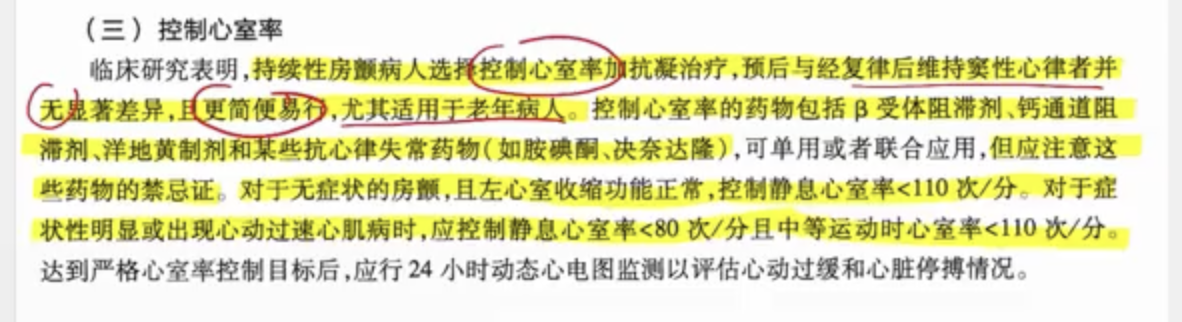 （三）控制心室率
临床研究表明，持续性房颤病人选择控制心室率加抗凝治疗，预后与经复律后维持窦性心律者并
无显著差异，且更简便易行，尤其适用于老年病人。控制心室率的药物包括 β 受体阻滞剂、钙通道阻
滞剂、洋地黄制剂和某些抗心律失常药物（如胺碘酮、决奈达隆），可单用或者联合应用，但应注意这
些药物的禁忌证。对于无症状的房颤，且左心室收缩功能正常，控制静息心室率<110 次/分。对于症
状性明显或出现心动过速心肌病时，应控制静息心室率<80 次/分且中等运动时心室率<110 次/分。
达到严格心室率控制目标后，应行 24 小时动态心电图监测以评估心动过缓和心脏停搏情况。